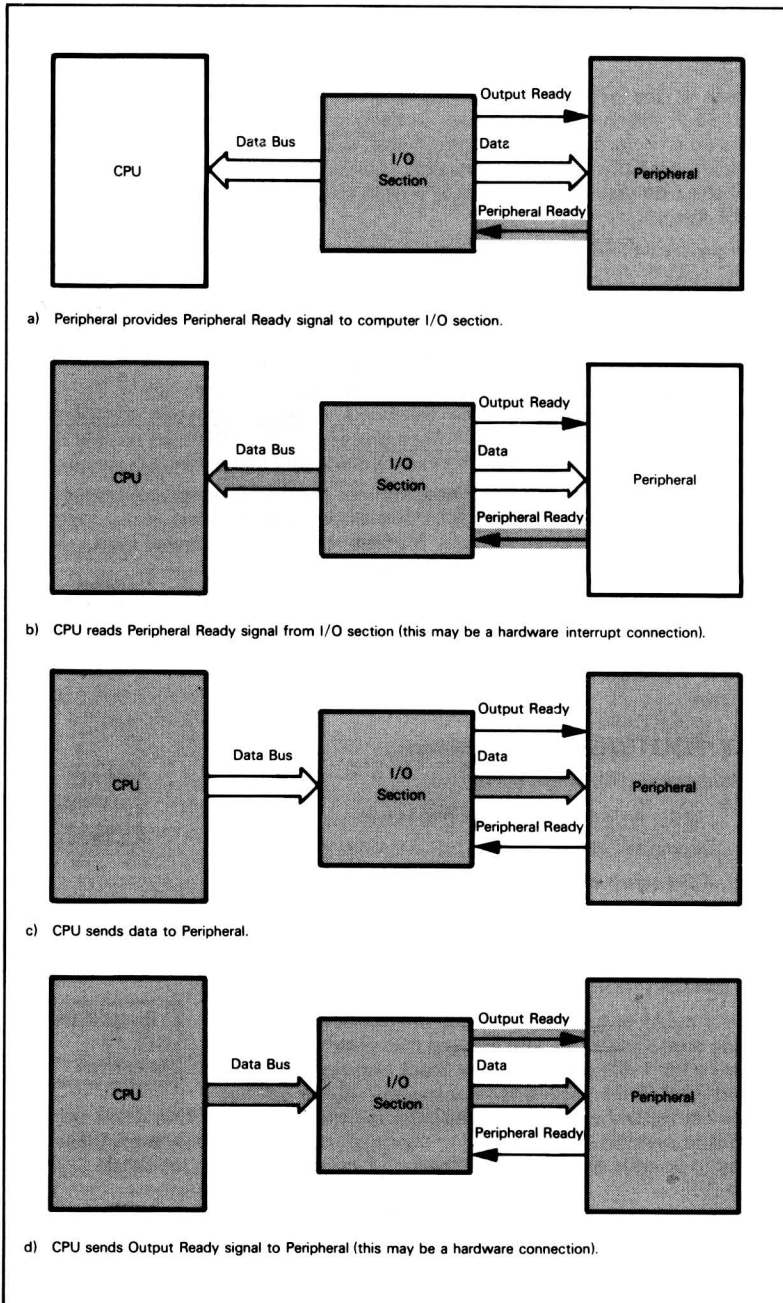 Output Ready
Data Bus
Data
CPU
I/O
Section
Peripheral
Peripheral Ready
a) Peripheral provides Peripheral Ready signal to computer I/O section.
Output Ready
Data Bus
Data
CPU
I/O
Section
Peripheral
Peripheral Ready
b) CPU reads Peripheral Ready signal from I/O section (this may be a hardware interrupt connection).
Output Ready
Data Bus
Data
CPU
I/O
Section
Peripheral
Peripheral Ready
c) CPU sends data to Peripheral.
Output Ready
Data Bus
Data
CPU
I/O
Section
Peripheral
Peripheral Ready
d) CPU sends Output Ready signal to Peripheral (this may be a hardware connection).